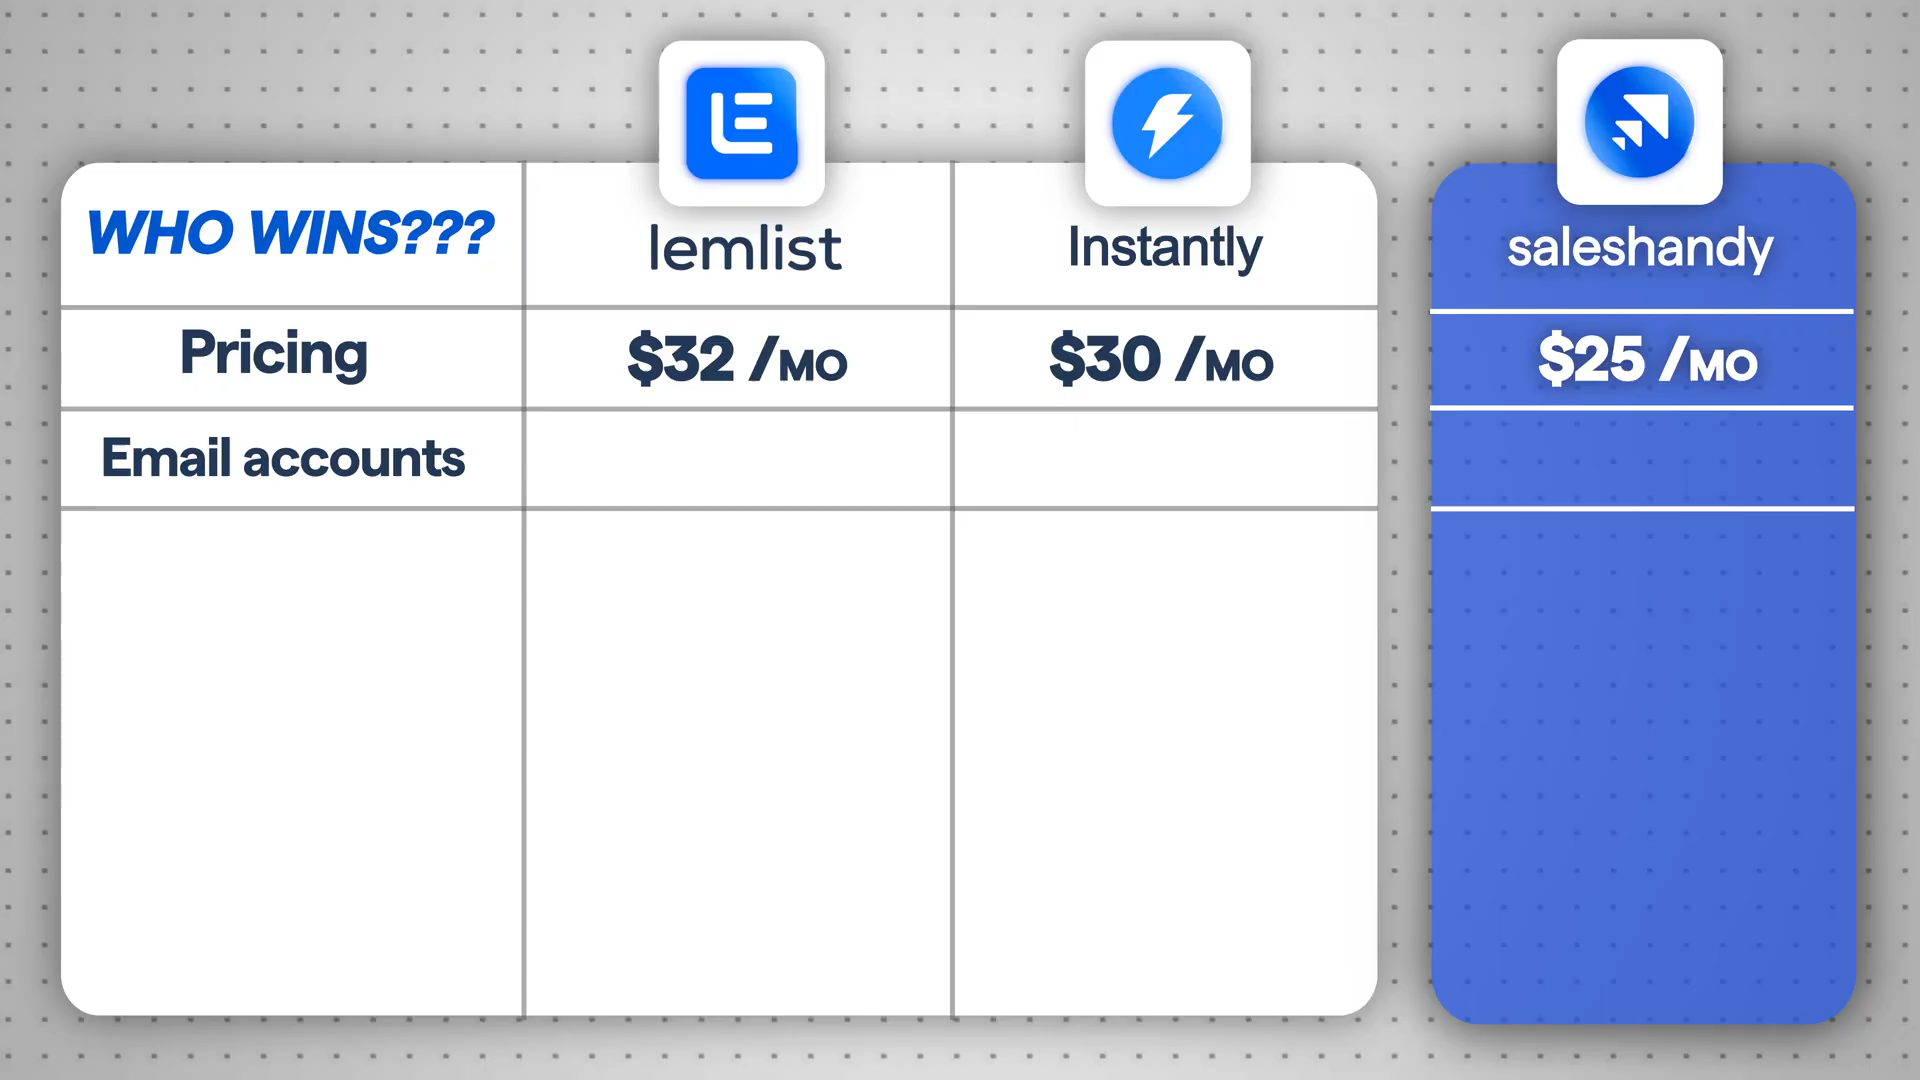 WHO WINS???
lemlist
Instantly
saleshandy
Pricing
$32 /MO
$30 /MO
$25 /MO
Email accounts